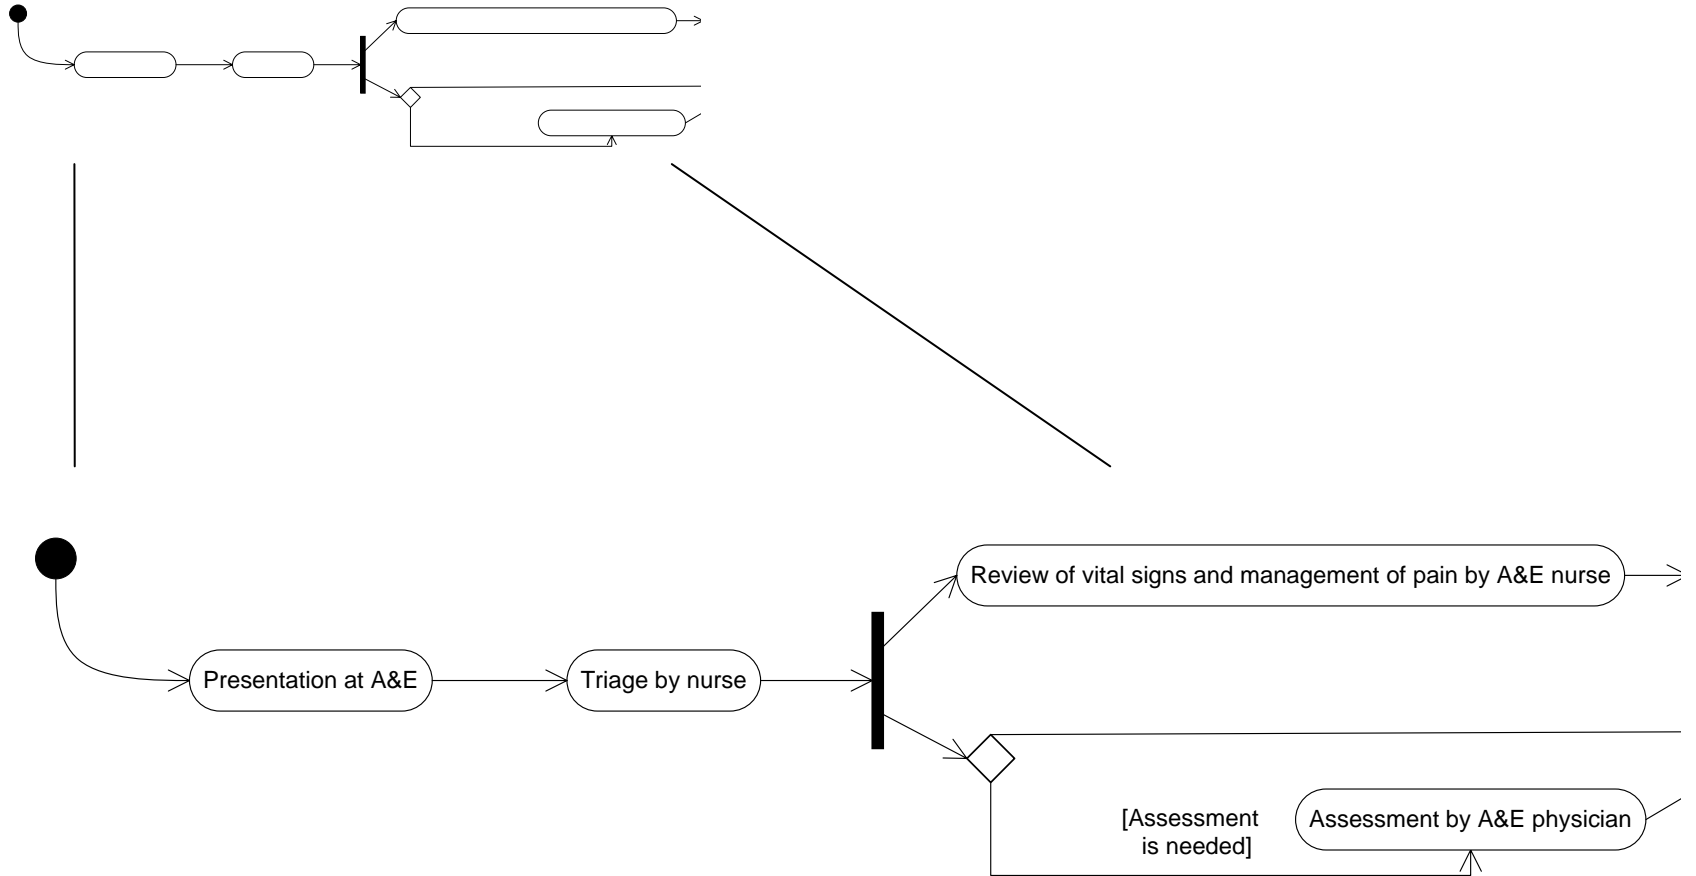 Review of vital signs and management of pain by A&E nurse
Presentation at A&E
Triage by nurse
[Assessment
is needed]
Assessment by A&E physician